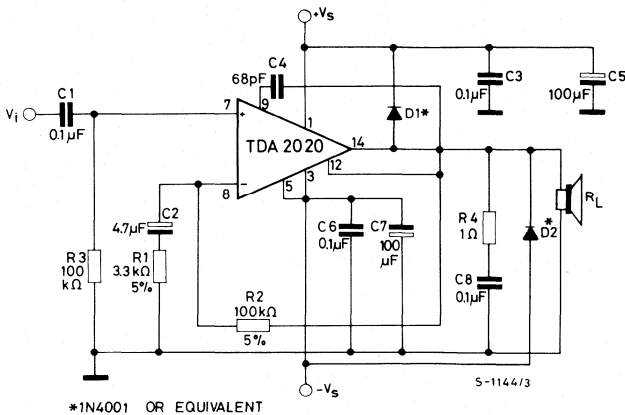 +Vs
C1
0.1µF
Vi
7
68pF
C4
9
+
1
TDA 2020
14
12
3
5
8
−
D1*
C3
0.1µF
C5
100µF
C2
4.7µF
R3
100
kΩ
R1
3.3kΩ
5%
R2
100kΩ
5%
C6
0.1µF
C7
100
µF
R4
1Ω
C8
0.1µF
*
D2
RL
−Vs
S-1144/3
*1N4001 OR EQUIVALENT